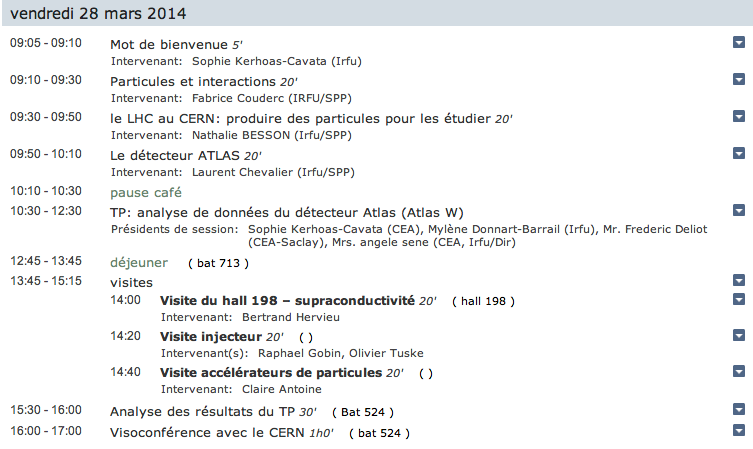 vendredi 28 mars 2014
09:05 - 09:10 Mot de bienvenue 5'
Intervenant: Sophie Kerhoas-Cavata (Irfu)
09:10 - 09:30 Particules et interactions 20'
Intervenant: Fabrice Couderc (IRFU/SPP)
09:30 - 09:50 le LHC au CERN: produire des particules pour les étudier 20'
Intervenant: Nathalie BESSON (Irfu/SPP)
09:50 - 10:10 Le détecteur ATLAS 20'
Intervenant: Laurent Chevalier (Irfu/SPP)
10:10 - 10:30 pause café
10:30 - 12:30 TP: analyse de données du détecteur Atlas (Atlas W)
Présidents de session: Sophie Kerhoas-Cavata (CEA), Mylène Donnart-Barrail (Irfu), Mr. Frederic Deliot
(CEA-Saclay), Mrs. angele sene (CEA, Irfu/Dir)
12:45 - 13:45 déjeuner ( bat 713 )
13:45 - 15:15 visites
14:00 Visite du hall 198 – supraconductivité 20' ( hall 198 )
Intervenant: Bertrand Hervieu
14:20 Visite injecteur 20' ( )
Intervenant(s): Raphael Gobin, Olivier Tuske
14:40 Visite accélérateurs de particules 20' ( )
Intervenant: Claire Antoine
15:30 - 16:00 Analyse des résultats du TP 30' ( Bat 524 )
16:00 - 17:00 Visoconférence avec le CERN 1h0' ( bat 524 )